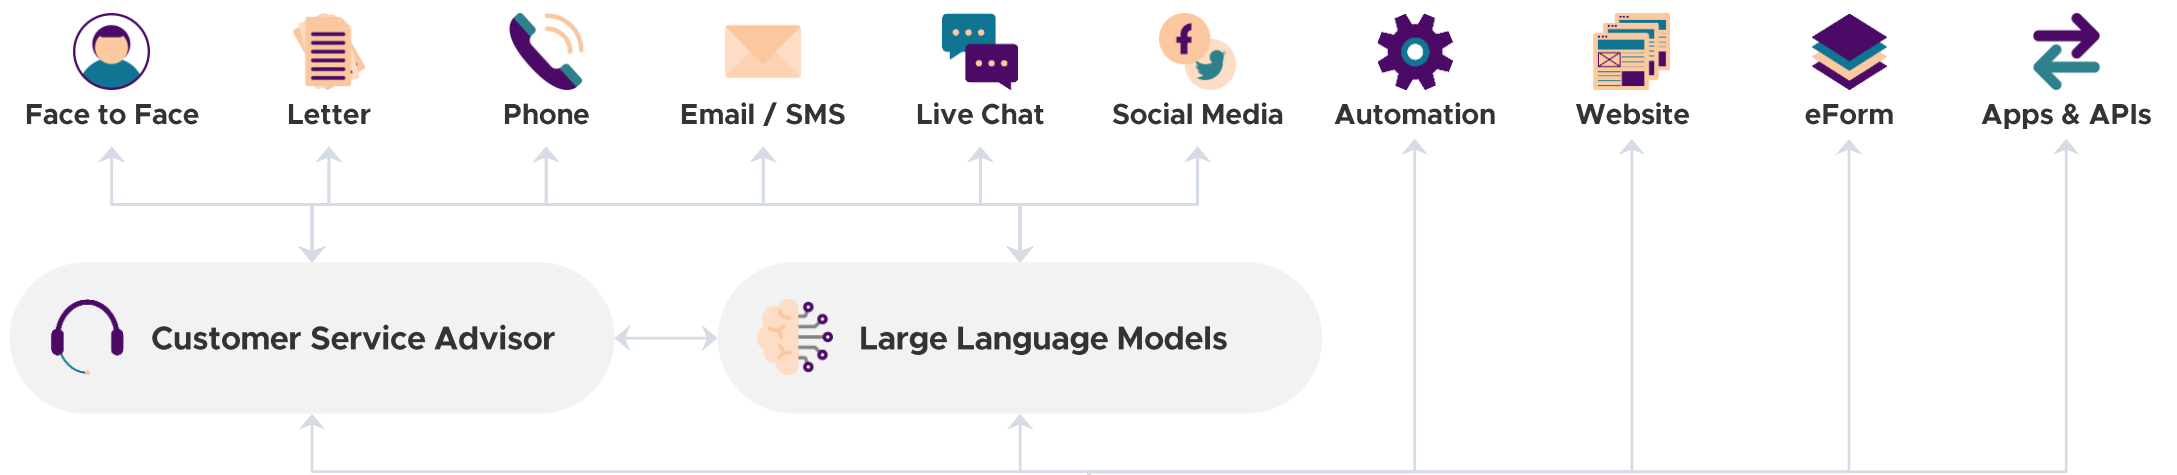 Face to Face
Letter
Phone
Email / SMS
Live Chat
Social Media
Automation
Website
eForm
Apps & APIs
Customer Service Advisor
Large Language Models